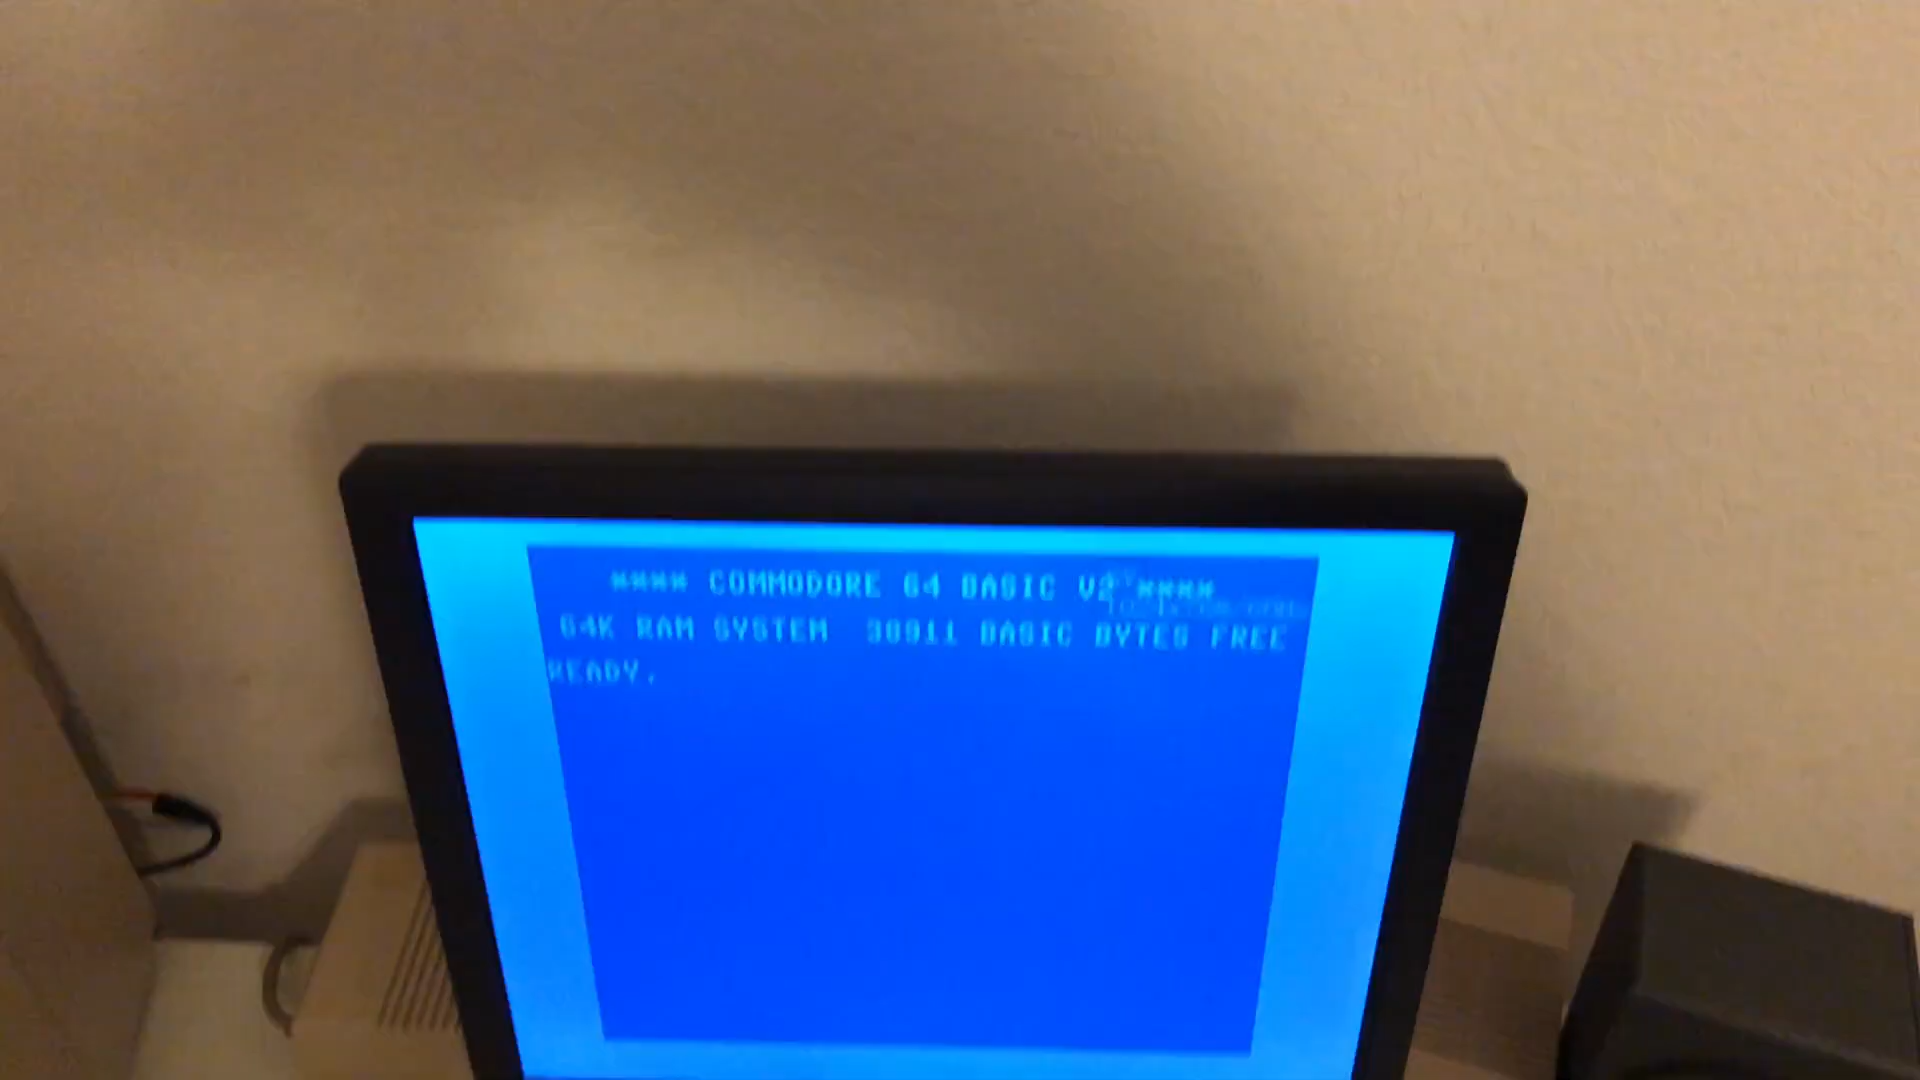 **** COMMODORE 64 BASIC V2 ****
64K RAM SYSTEM  38911 BASIC BYTES FREE
READY.